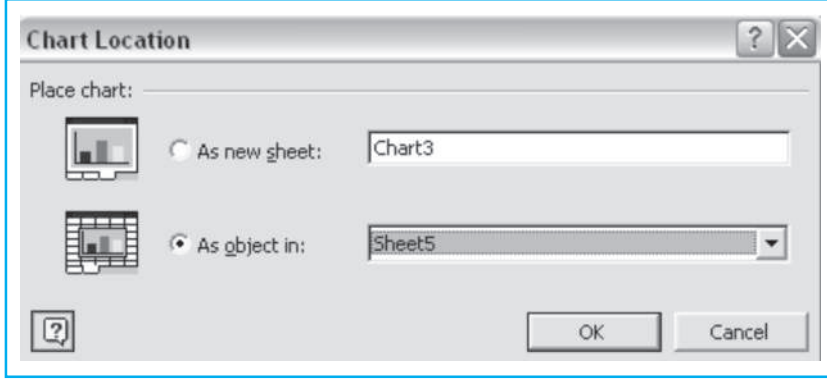 Chart Location
Place chart:
As new sheet:
Chart3
As object in:
Sheet5
OK
Cancel